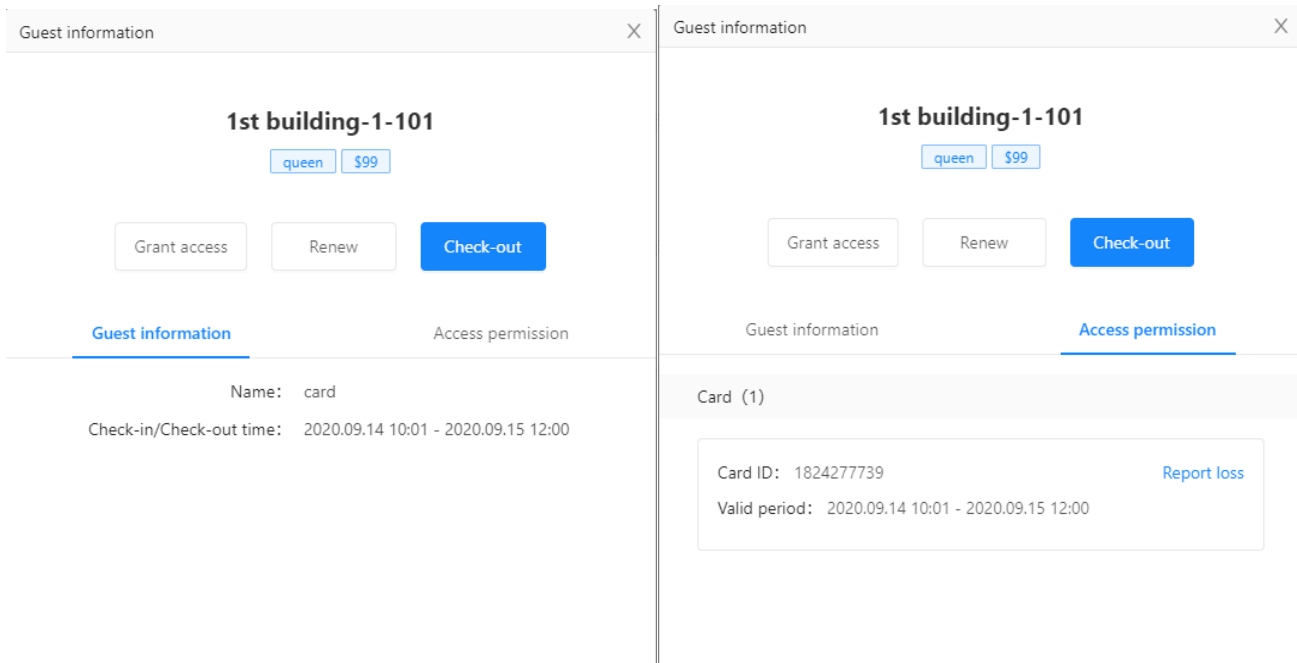 Guest information X
1st building-1-101
queen $99
Grant access Renew Check-out
Guest information Access permission
Name: card
Check-in/Check-out time: 2020.09.14 10:01 - 2020.09.15 12:00
Guest information X
1st building-1-101
queen $99
Grant access Renew Check-out
Guest information Access permission
Card (1)
Card ID: 1824277739 Report loss
Valid period: 2020.09.14 10:01 - 2020.09.15 12:00